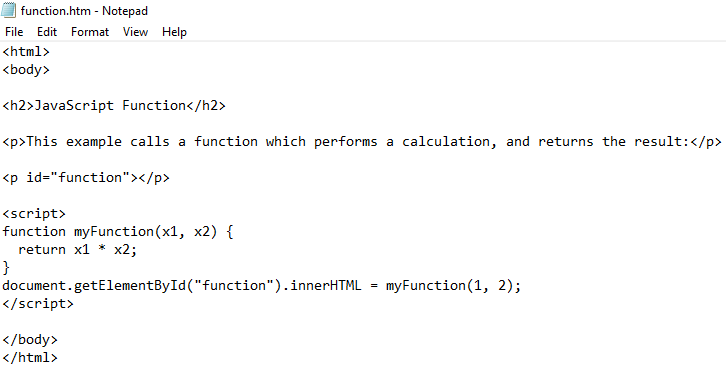 function.htm - Notepad
File Edit Format View Help
<html>
<body>
<h2>JavaScript Function</h2>
<p>This example calls a function which performs a calculation, and returns the result:</p>
<p id="function"></p>
<script>
function myFunction(x1, x2) {
  return x1 * x2;
}
document.getElementById("function").innerHTML = myFunction(1, 2);
</script>
</body>
</html>